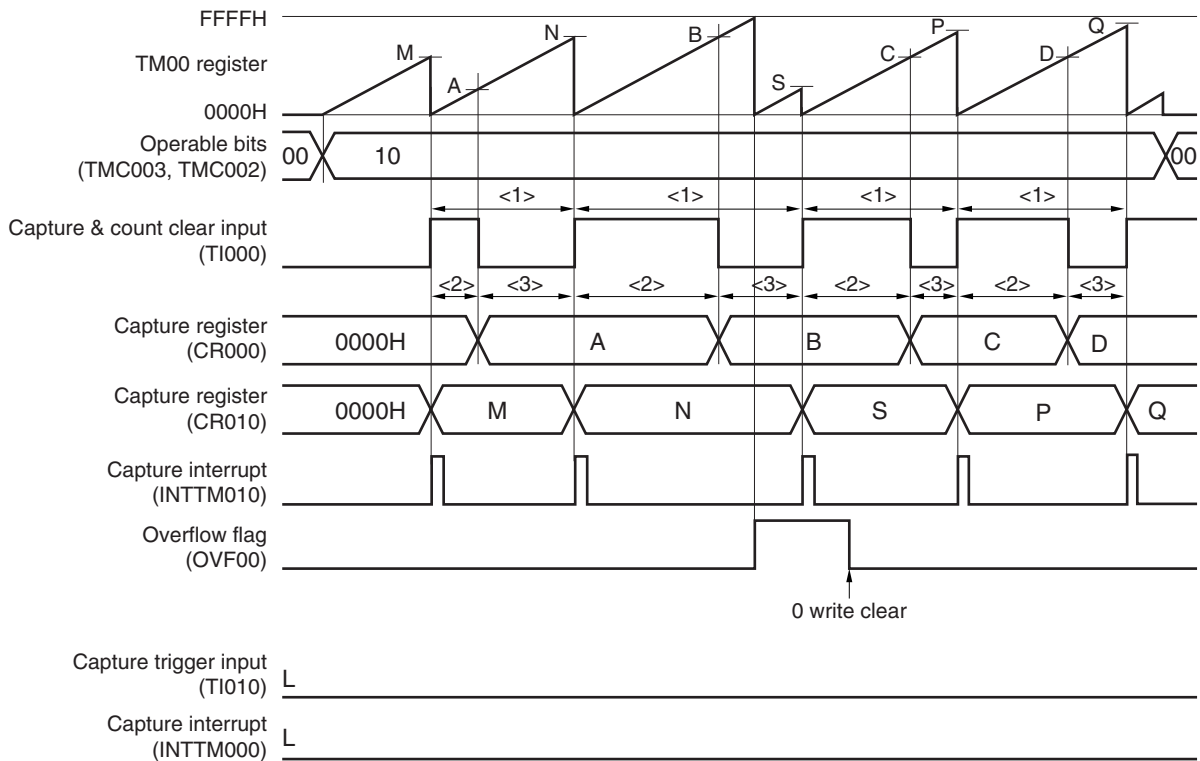 FFFFH
TM00 register
0000H
M
A
N
B
S
C
P
D
Q
Operable bits
(TMC003, TMC002)
00
10
00
<1>
<1>
<1>
<1>
Capture & count clear input
(TI000)
<2>
<3>
<2>
<3>
<2>
<3>
<2>
<3>
Capture register
(CR000)
0000H
A
B
C
D
Capture register
(CR010)
0000H
M
N
S
P
Q
Capture interrupt
(INTTM010)
Overflow flag
(OVF00)
0 write clear
Capture trigger input
(TI010)
L
Capture interrupt
(INTTM000)
L